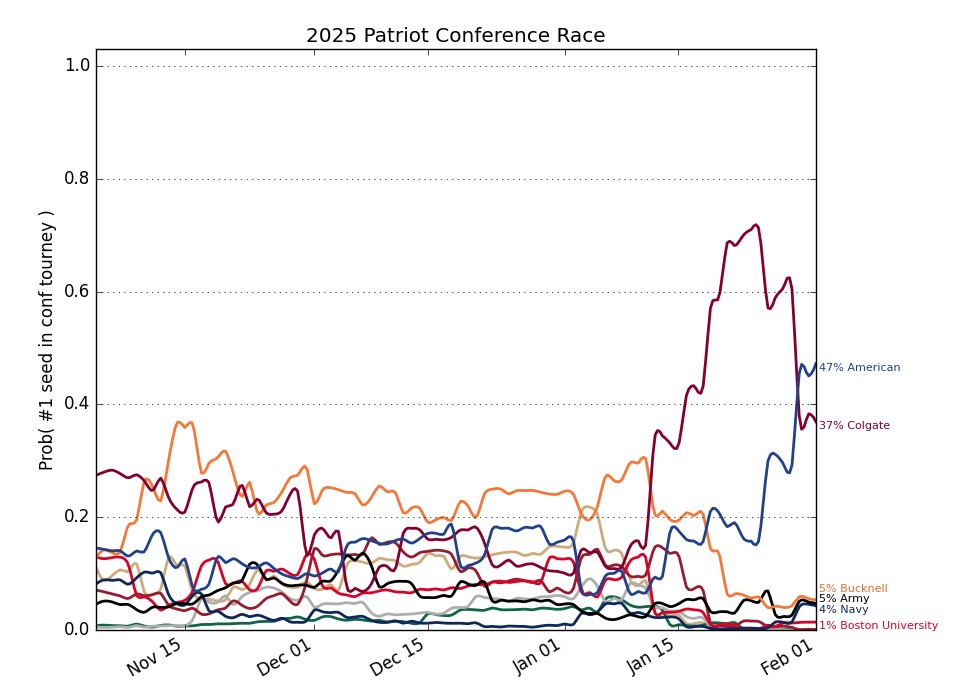 2025 Patriot Conference Race
Prob( #1 seed in conf tourney )
1.0
0.8
0.6
0.4
0.2
0.0
47% American
37% Colgate
5% Bucknell
5% Army
4% Navy
1% Boston University
Nov 15
Dec 01
Dec 15
Jan 01
Jan 15
Feb 01